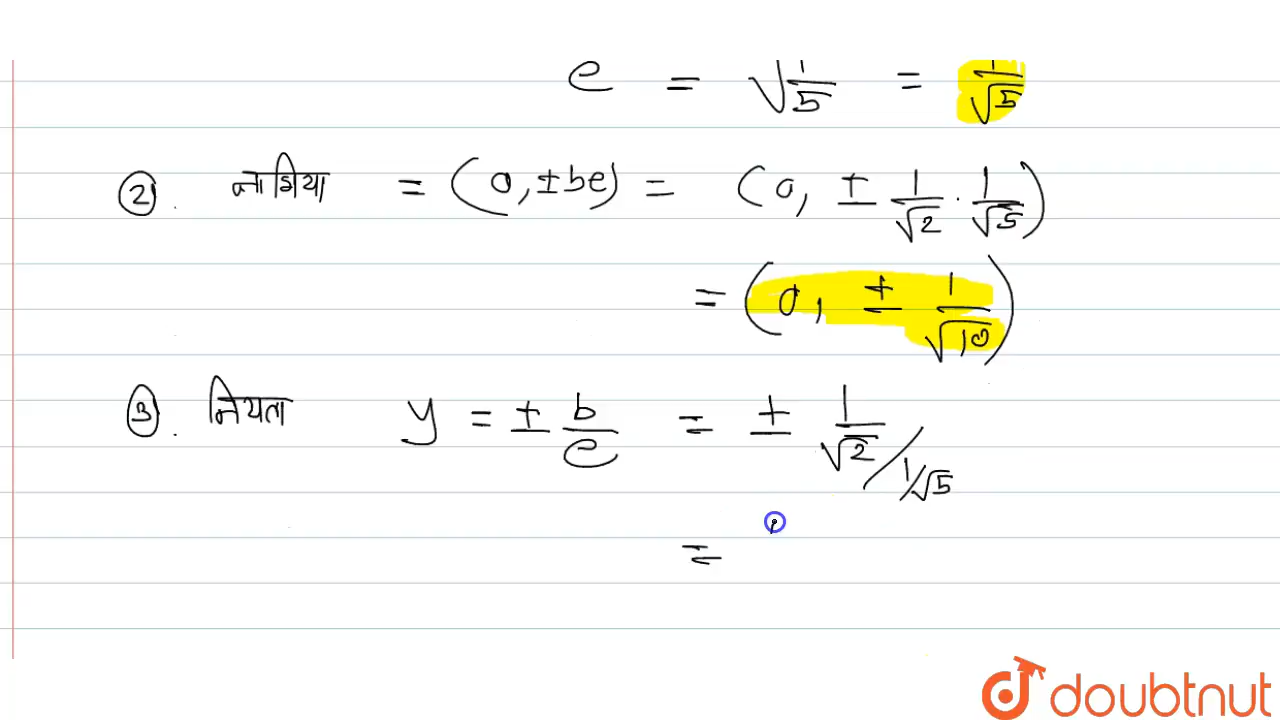 e = √1/5 = 1/√5
② नाभिया = (0, ±be) = (0, ± 1/√2 · 1/√5)
= (0, ± 1/√10)
③ नियता y = ± b/e = ± 1/√2 / 1/√5
=
doubtnut